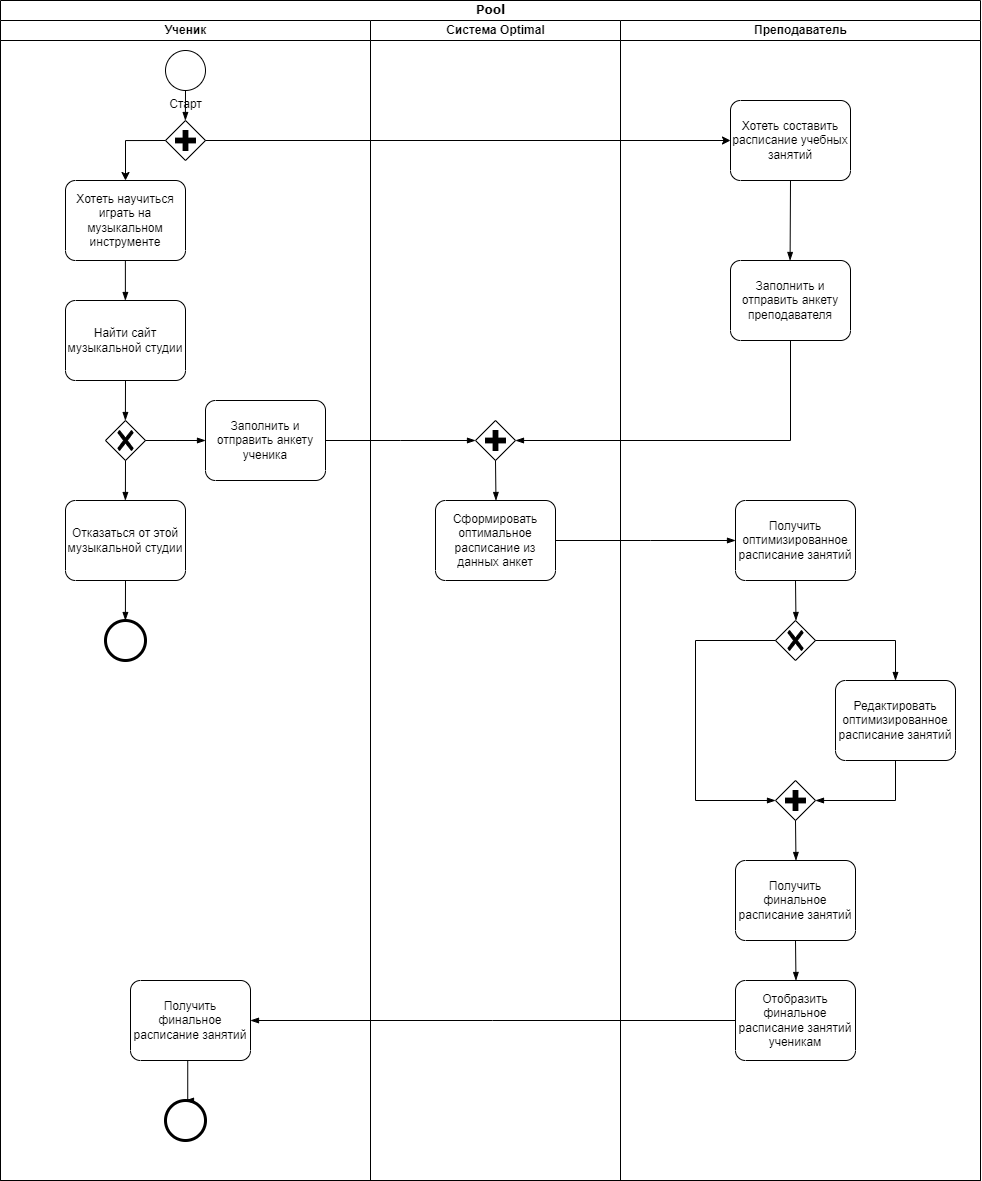 Pool
Ученик
Система Optimal
Преподаватель
Старт
Хотеть составить
расписание учебных
занятий
Хотеть научиться
играть на
музыкальном
инструменте
Заполнить и
отправить анкету
преподавателя
Найти сайт
музыкальной студии
Заполнить и
отправить анкету
ученика
Отказаться от этой
музыкальной студии
Сформировать
оптимальное
расписание из
данных анкет
Получить
оптимизированное
расписание занятий
Редактировать
оптимизированное
расписание занятий
Получить
финальное
расписание занятий
Получить
финальное
расписание занятий
Отобразить
финальное
расписание занятий
ученикам